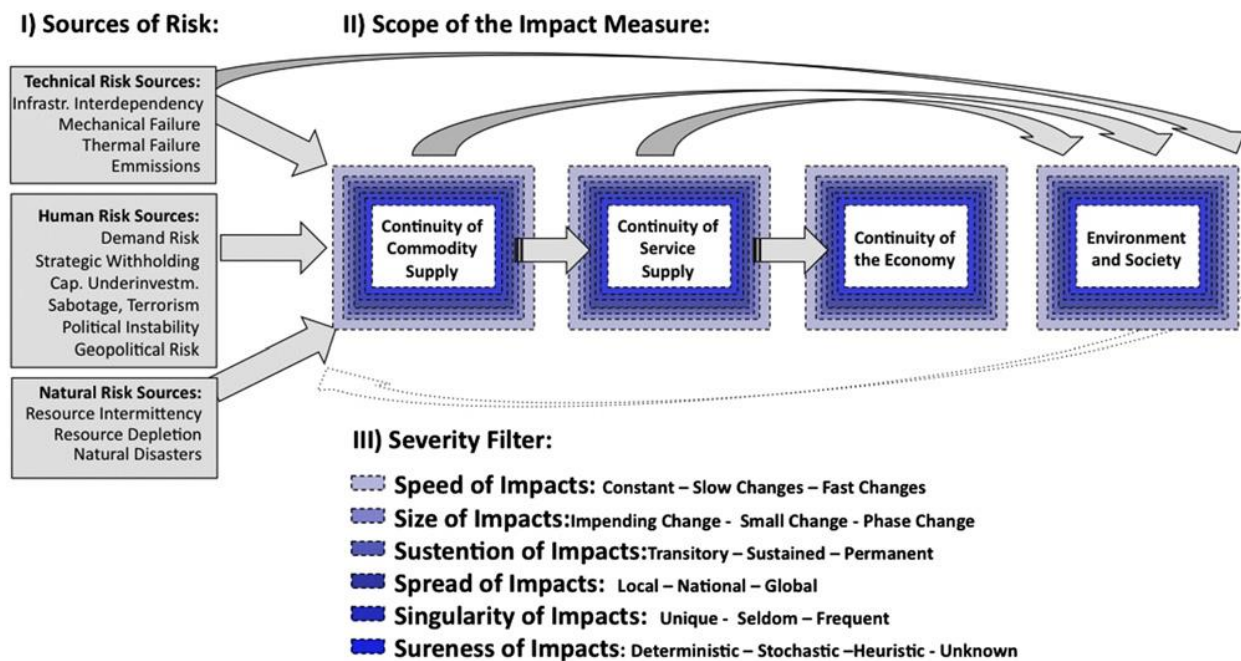 I) Sources of Risk:
II) Scope of the Impact Measure:
Technical Risk Sources:
Infrastr. Interdependency
Mechanical Failure
Thermal Failure
Emmissions
Human Risk Sources:
Demand Risk
Strategic Withholding
Cap. Underinvestm.
Sabotage, Terrorism
Political Instability
Geopolitical Risk
Natural Risk Sources:
Resource Intermittency
Resource Depletion
Natural Disasters
Continuity of
Commodity
Supply
Continuity of
Service
Supply
Continuity of
the Economy
Environment
and Society
III) Severity Filter:
Speed of Impacts: Constant – Slow Changes – Fast Changes
Size of Impacts:Impending Change - Small Change - Phase Change
Sustention of Impacts:Transitory – Sustained – Permanent
Spread of Impacts: Local – National – Global
Singularity of Impacts: Unique - Seldom – Frequent
Sureness of Impacts: Deterministic – Stochastic –Heuristic - Unknown